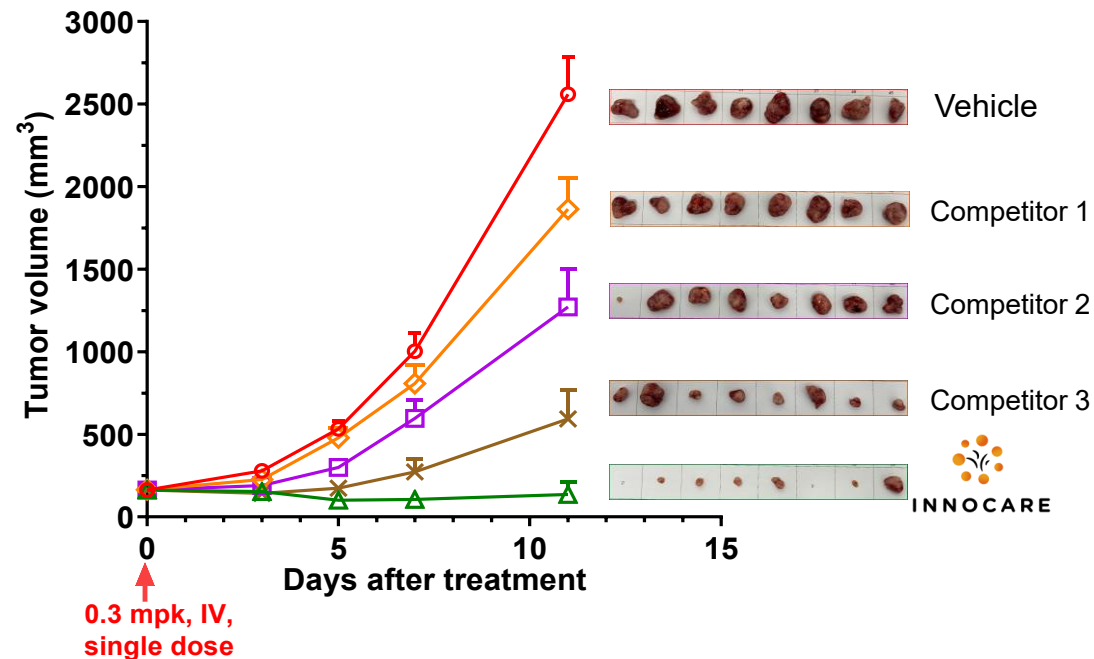 3000
2500
2000
1500
1000
500
0
Tumor volume (mm³)
0
5
10
15
Days after treatment
0.3 mpk, IV,
single dose
Vehicle
Competitor 1
Competitor 2
Competitor 3
INNOCARE